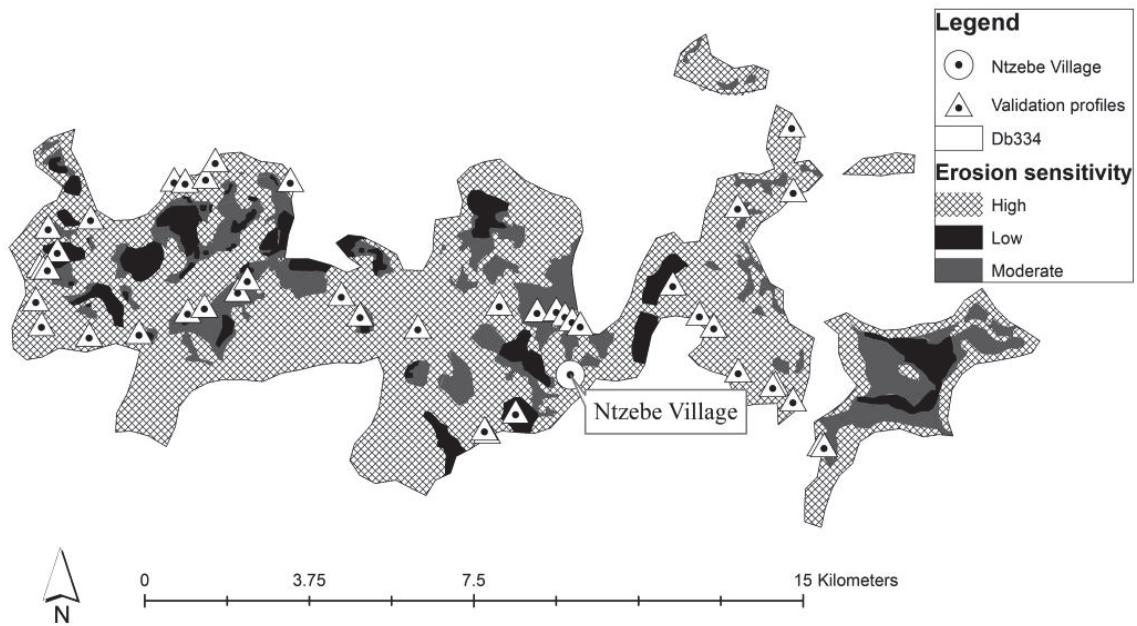 Legend
Ntzebe Village
Validation profiles
Db334
Erosion sensitivity
High
Low
Moderate
Ntzebe Village
N
0 3.75 7.5 15 Kilometers